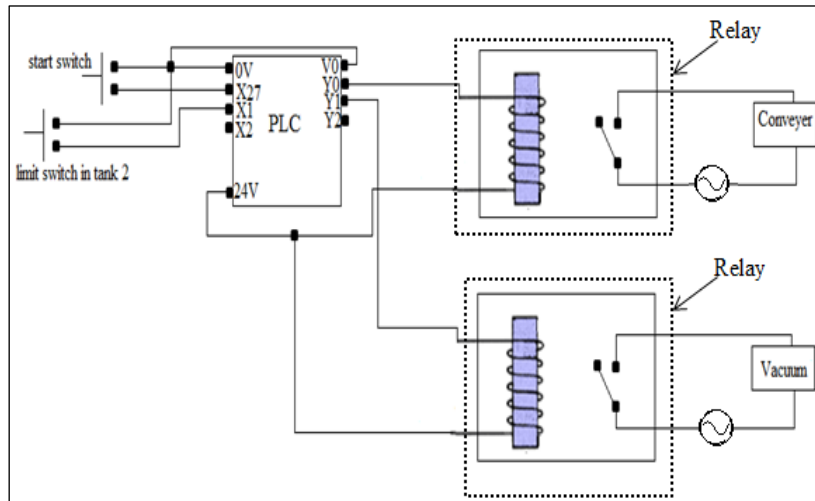 Relay
start switch
0V
X27
X1
X2
24V
PLC
V0
Y0
Y1
Y2
limit switch in tank 2
Conveyer
Relay
Vacuum